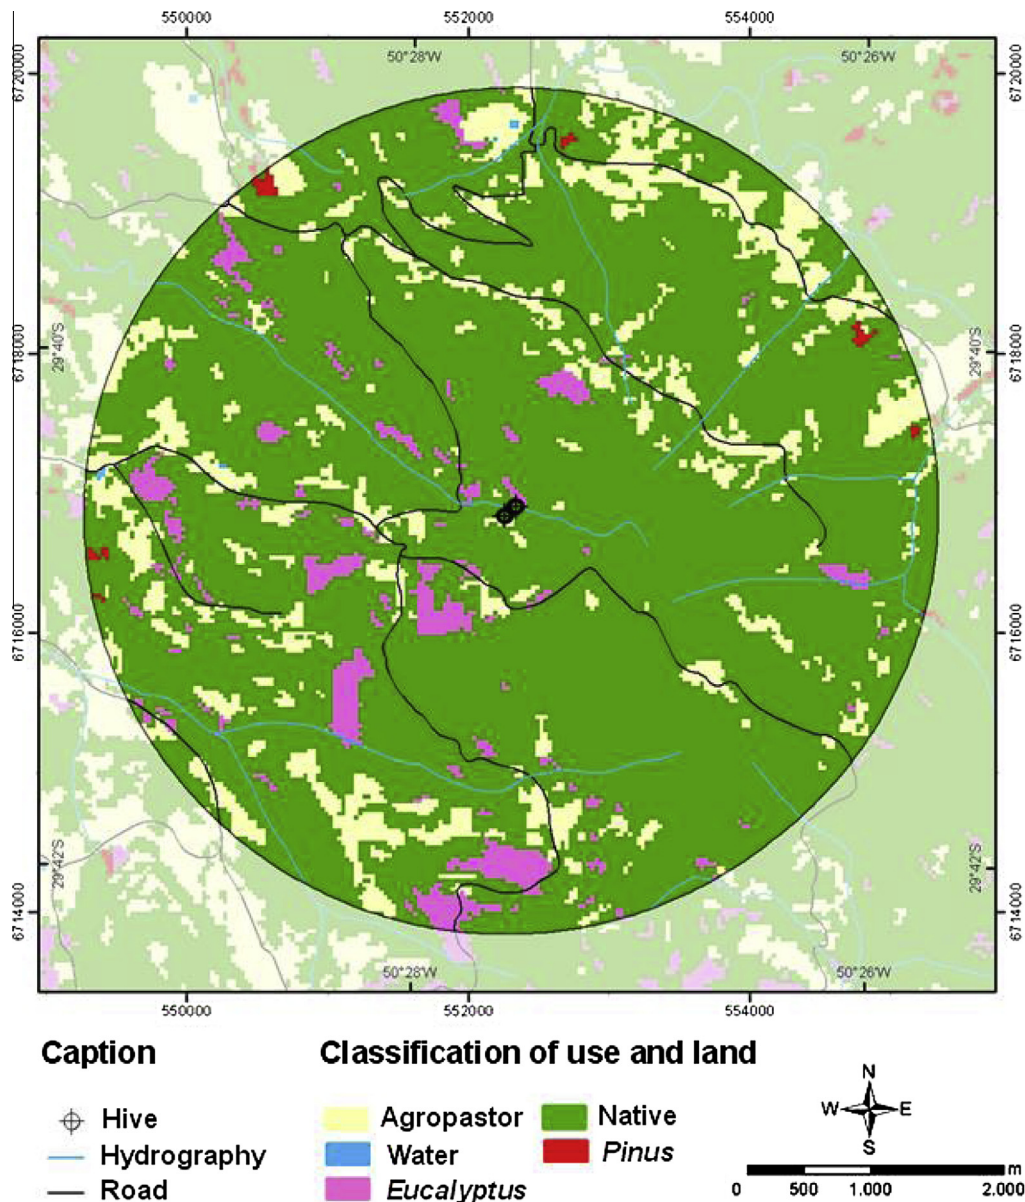 550000 552000 554000
50°28'W 50°26'W
6720000 6720000
29°40'S 29°40'S
6718000 6718000
6716000 6716000
29°42'S 29°42'S
6714000 6714000
50°28'W 50°26'W
550000 552000 554000
Caption
Hive
Hydrography
Road
Classification of use and land
Agropastor
Water
Eucalyptus
Native
Pinus
N
W E
S
m
0 500 1.000 2.000